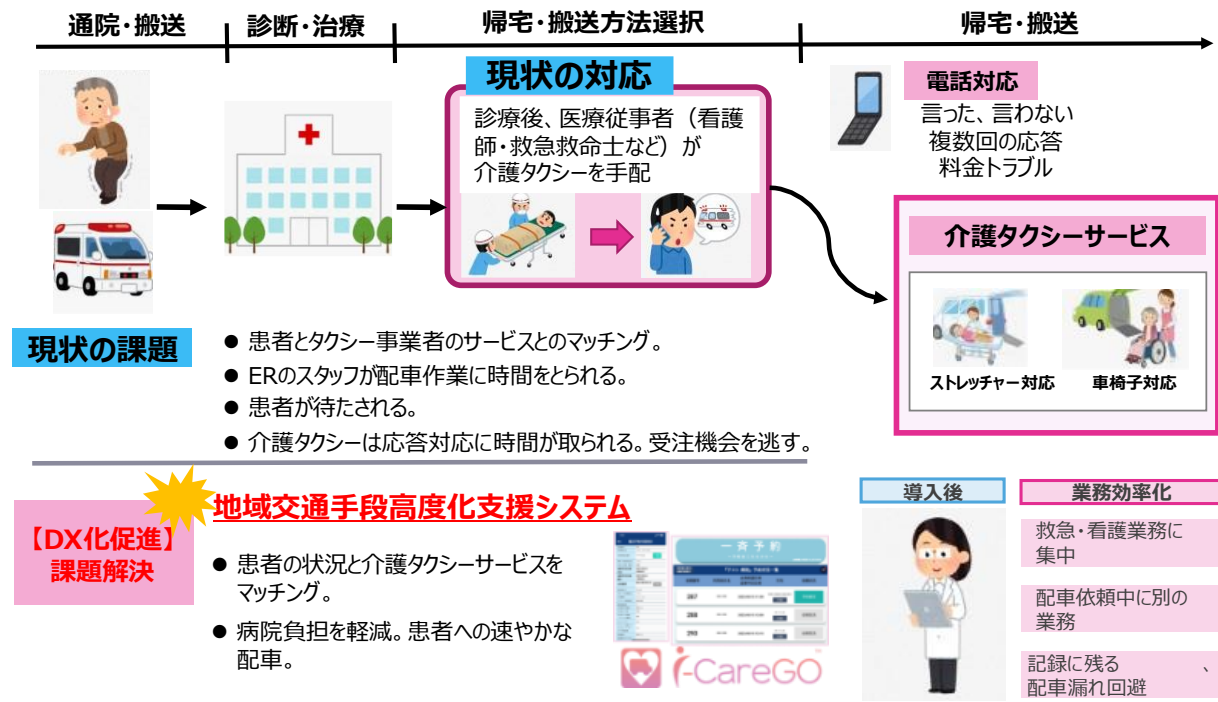 通院・搬送
診断・治療
帰宅・搬送方法選択
帰宅・搬送
現状の対応
診療後、医療従事者（看護
師・救急救命士など）が
介護タクシーを手配
電話対応
言った、言わない
複数回の応答
料金トラブル
介護タクシーサービス
ストレッチャー対応
車椅子対応
現状の課題
● 患者とタクシー事業者のサービスとのマッチング。
● ERのスタッフが配車作業に時間をとられる。
● 患者が待たされる。
● 介護タクシーは応答対応に時間が取られる。受注機会を逃す。
【DX化促進】
課題解決
地域交通手段高度化支援システム
● 患者の状況と介護タクシーサービスを
マッチング。
● 病院負担を軽減。患者への速やかな
配車。
一斉予約
287
288
290
i-CareGO
導入後
業務効率化
救急・看護業務に
集中
配車依頼中に別の
業務
記録に残る 、
配車漏れ回避